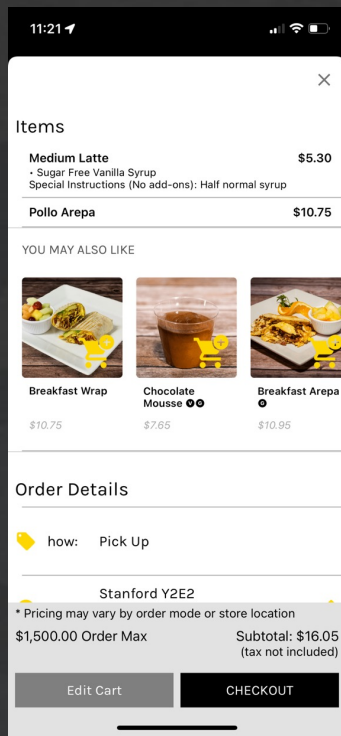 11:21
Items
Medium Latte $5.30
• Sugar Free Vanilla Syrup
Special Instructions (No add-ons): Half normal syrup
Pollo Arepa $10.75
YOU MAY ALSO LIKE
Breakfast Wrap
$10.75
Chocolate
Mousse V G
$7.65
Breakfast Arepa
G
$10.95
Order Details
how: Pick Up
Stanford Y2E2
* Pricing may vary by order mode or store location
$1,500.00 Order Max Subtotal: $16.05
(tax not included)
Edit Cart CHECKOUT